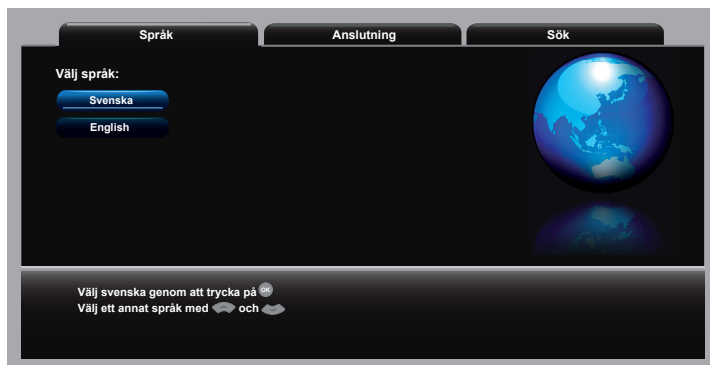 Språk Anslutning Sök
Välj språk:
Svenska
English
Välj svenska genom att trycka på OK
Välj ett annat språk med och